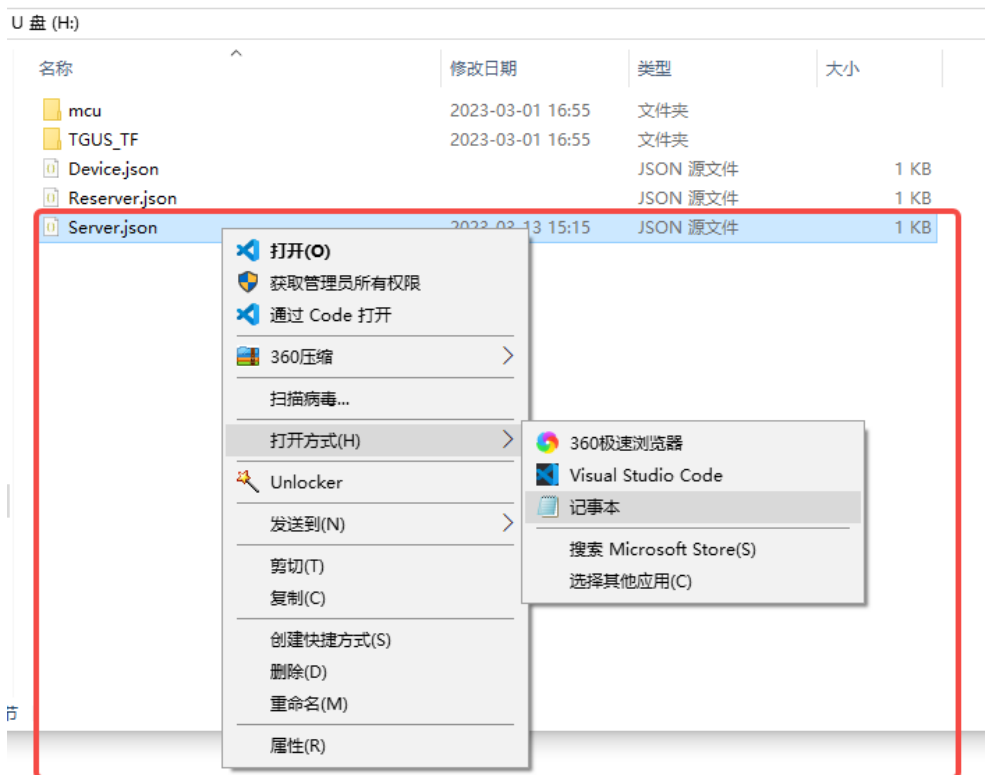 U 盘 (H:)
名称 修改日期 类型 大小
mcu 2023-03-01 16:55 文件夹
TGUS_TF 2023-03-01 16:55 文件夹
Device.json JSON 源文件 1 KB
Reserver.json JSON 源文件 1 KB
Server.json 2023-03-13 15:15 JSON 源文件 1 KB
打开(O)
获取管理员所有权限
通过 Code 打开
360压缩
扫描病毒...
打开方式(H)
360极速浏览器
Visual Studio Code
记事本
搜索 Microsoft Store(S)
选择其他应用(C)
Unlocker
发送到(N)
剪切(T)
复制(C)
创建快捷方式(S)
删除(D)
重命名(M)
属性(R)
节